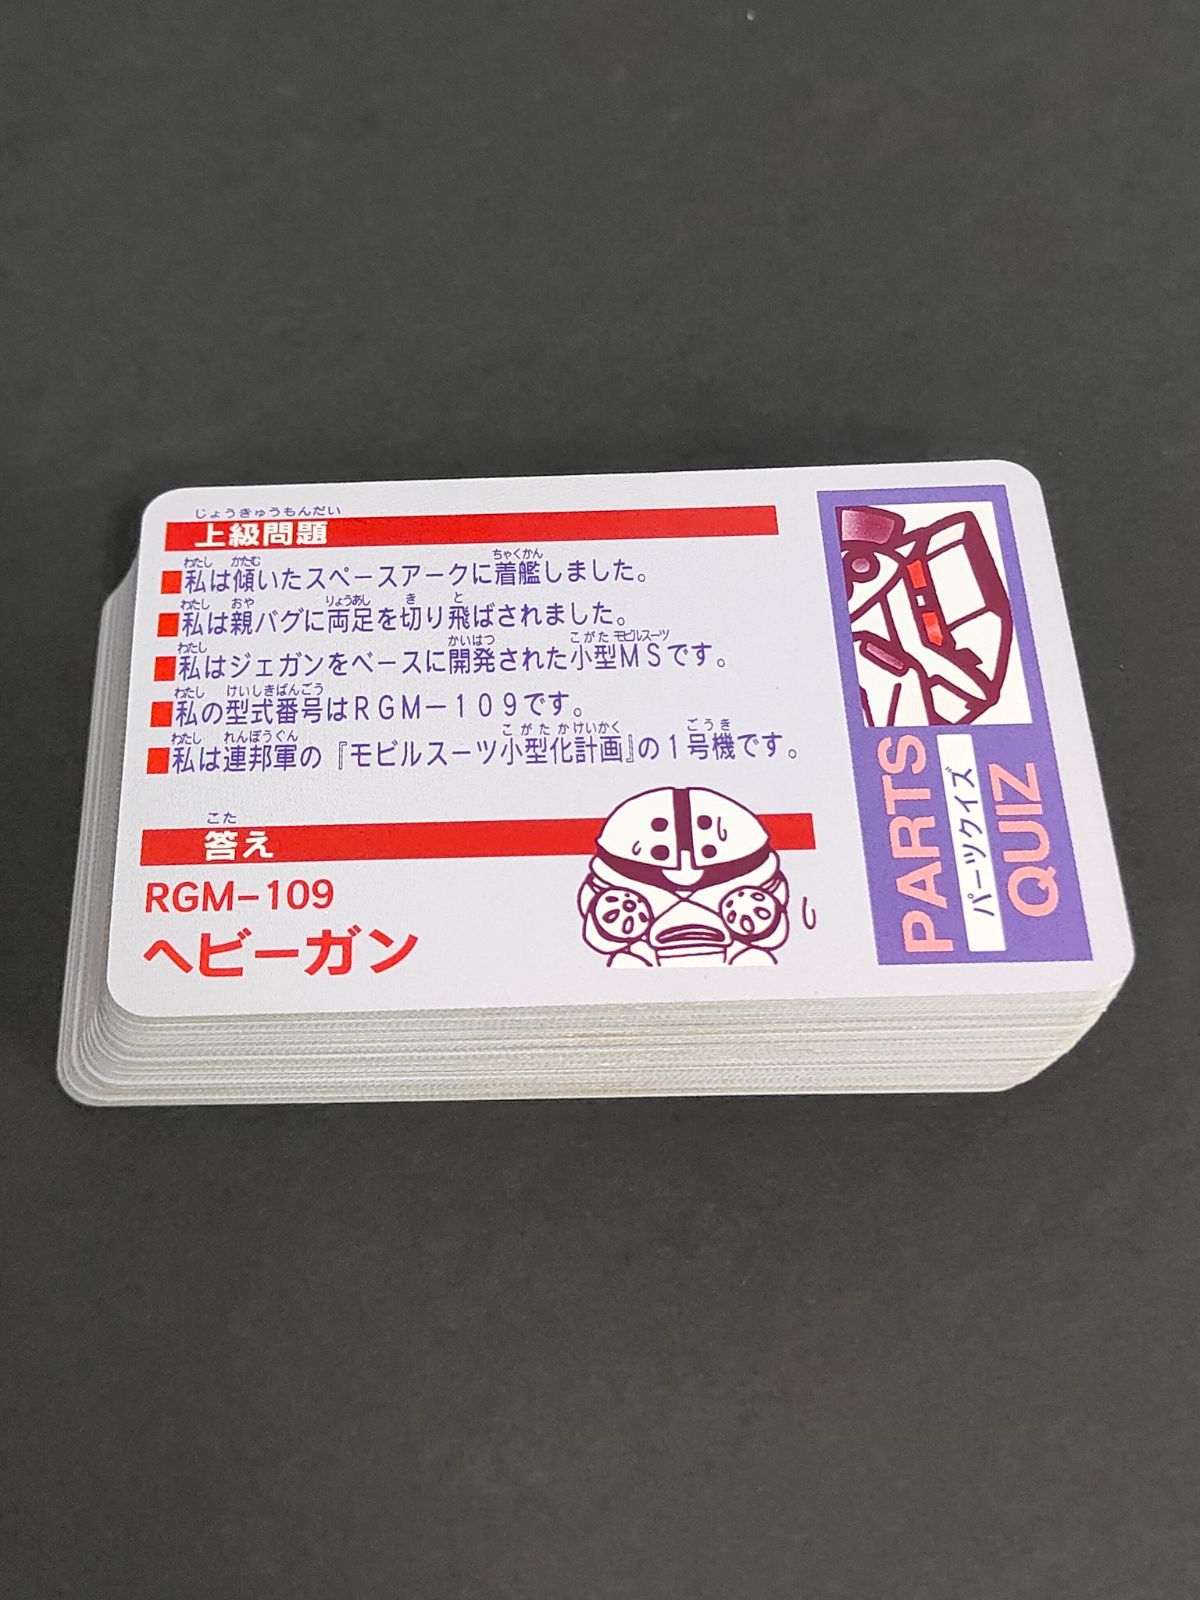 じょうきゅうもんだい
上級問題
わたし かたむ ちゃくかん
■私は傾いたスペースアークに着艦しました。
わたし おや りょうあし き と
■私は親バグに両足を切り飛ばされました。
わたし かいはつ こがた モビルスーツ
■私はジェガンをベースに開発された小型MSです。
わたし けいしきばんごう
■私の型式番号はRGM－109です。
わたし れんぽうぐん こがたかけいかく ごうき
■私は連邦軍の『モビルスーツ小型化計画』の1号機です。
こた
答え
RGM−109
ヘビーガン
PARTS
パーツクイズ
QUIZ